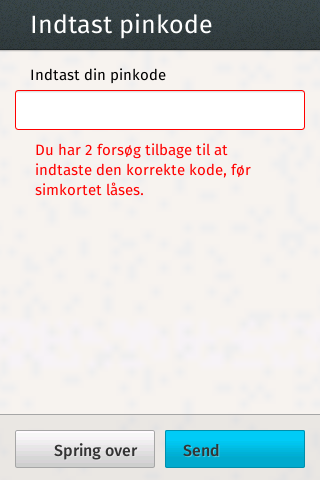 Indtast pinkode
Indtast din pinkode
Du har 2 forsøg tilbage til at
indtaste den korrekte kode, før
simkortet låses.
Spring over
Send